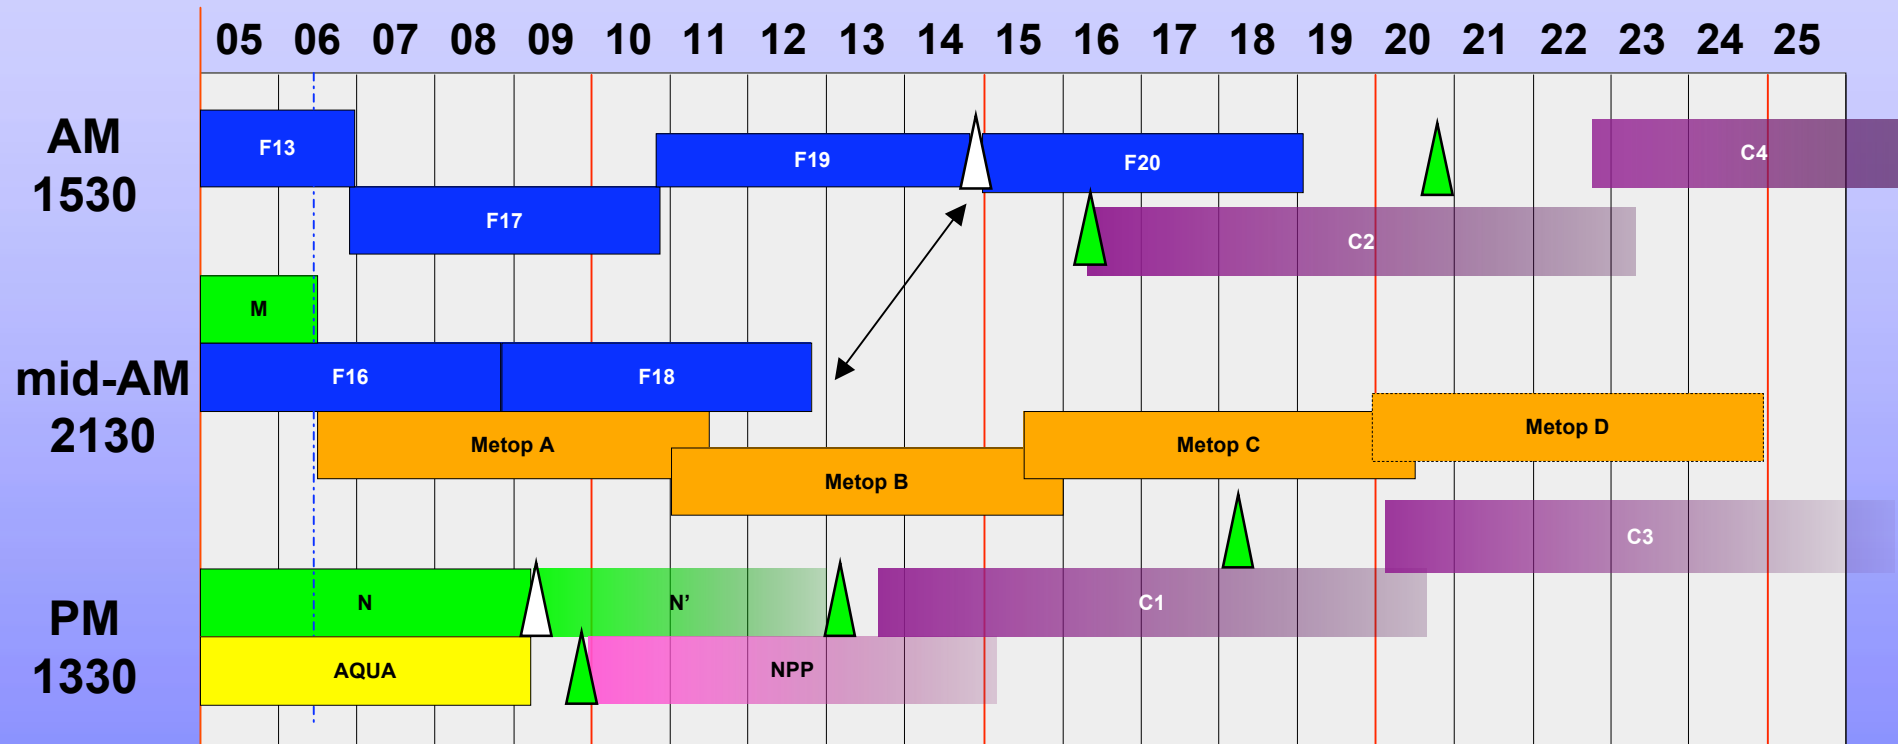 05 06 07 08 09 10 11 12 13 14 15 16 17 18 19 20 21 22 23 24 25
AM
1530
F13
F19
F20
C4
F17
C2
M
mid-AM
2130
F16
F18
Metop A
Metop B
Metop C
Metop D
C3
PM
1330
N
N’
C1
AQUA
NPP